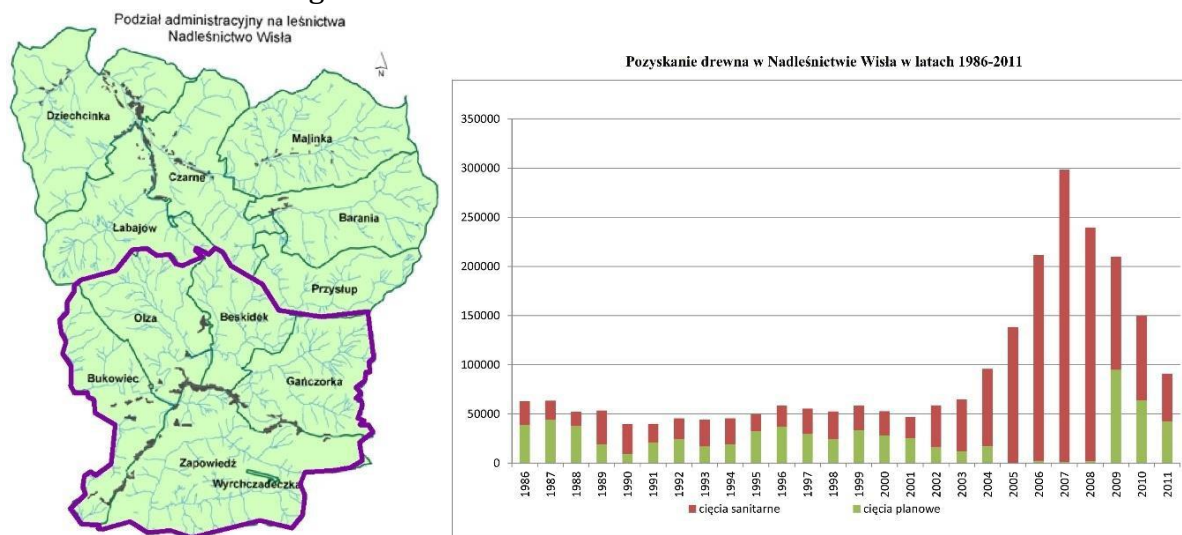 Podział administracyjny na leśnictwa
Nadleśnictwo Wisła
N
Dziechcinka
Malinka
Czarne
Łabajów
Barania
Przysłup
Olza
Beskidek
Bukowiec
Gańczorka
Zapowiedź
Wyrchczadeczka
Pozyskanie drewna w Nadleśnictwie Wisła w latach 1986-2011
350000
300000
250000
200000
150000
100000
50000
0
1986
1987
1988
1989
1990
1991
1992
1993
1994
1995
1996
1997
1998
1999
2000
2001
2002
2003
2004
2005
2006
2007
2008
2009
2010
2011
cięcia sanitarne
cięcia planowe